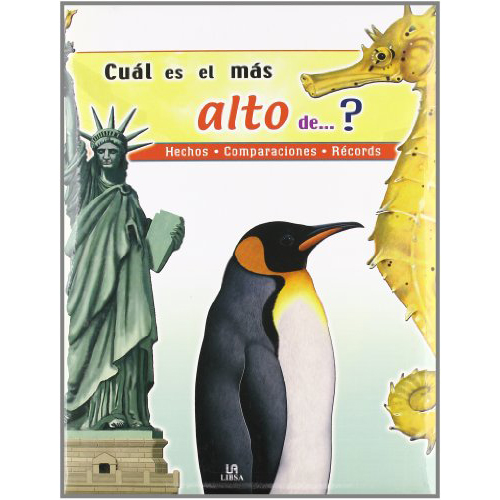 Cuál es el más
alto de...?
Hechos • Comparaciones • Récords
LA
LIBSA